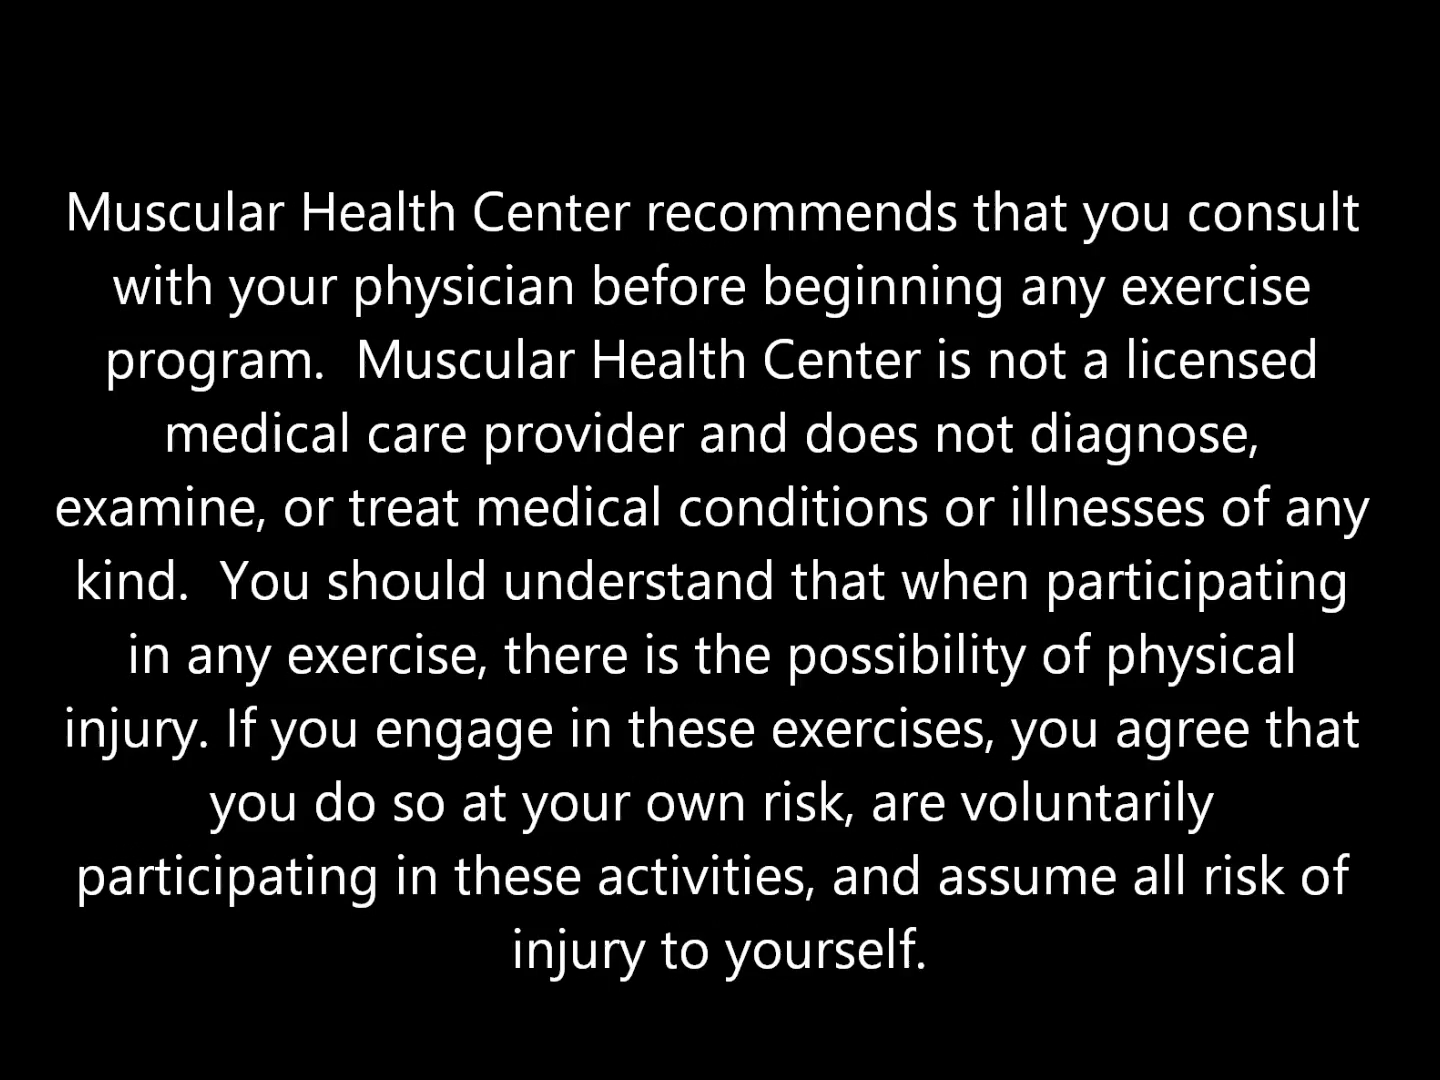 Muscular Health Center recommends that you consult
with your physician before beginning any exercise
program.  Muscular Health Center is not a licensed
medical care provider and does not diagnose,
examine, or treat medical conditions or illnesses of any
kind.  You should understand that when participating
in any exercise, there is the possibility of physical
injury. If you engage in these exercises, you agree that
you do so at your own risk, are voluntarily
participating in these activities, and assume all risk of
injury to yourself.